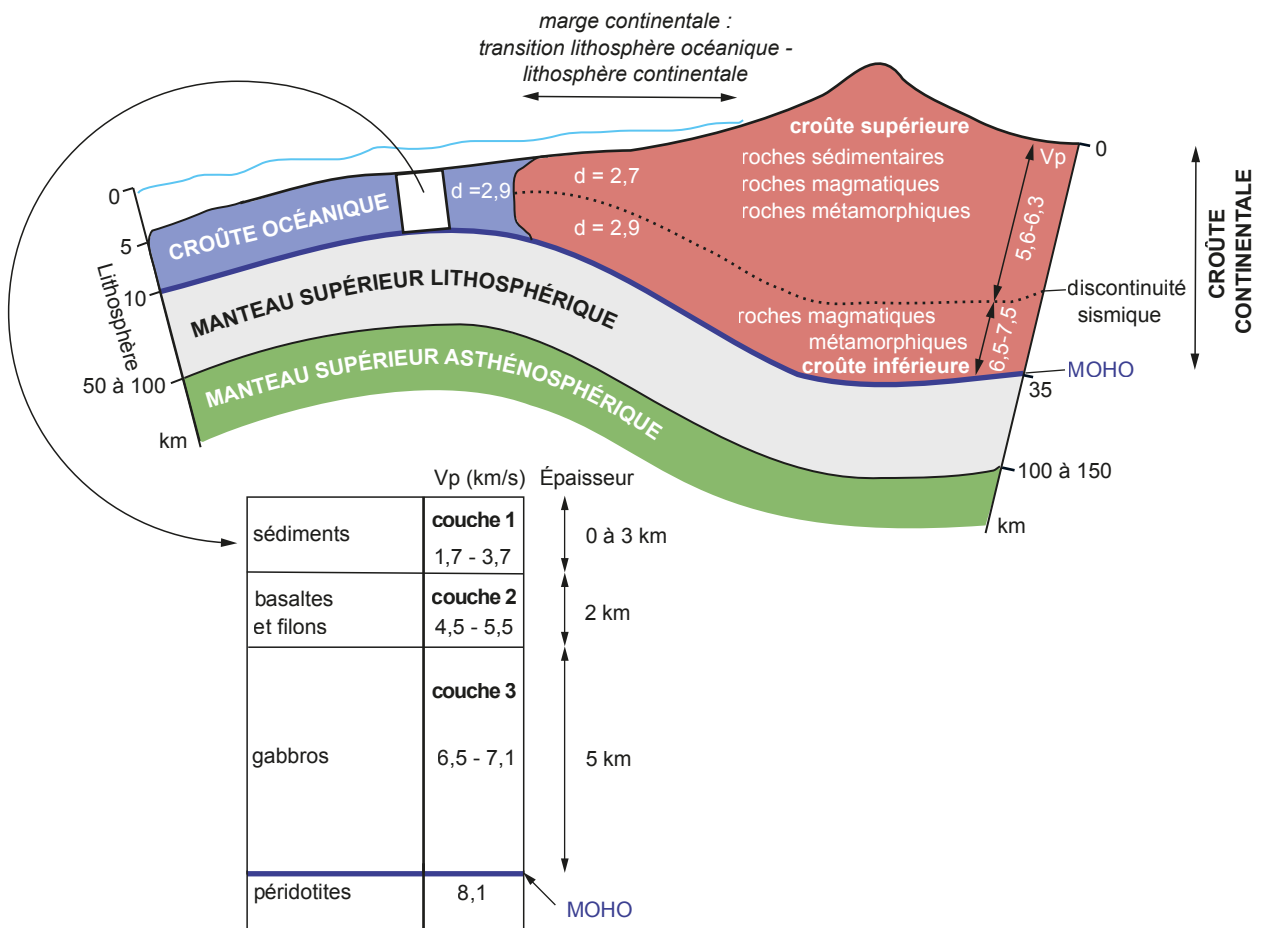 marge continentale :
transition lithosphère océanique -
lithosphère continentale
croûte supérieure
roches sédimentaires
roches magmatiques
roches métamorphiques
Vp
0
5,6-6,3
d = 2,7
d = 2,9
d =2,9
CROÛTE OCÉANIQUE
0
5
10
50 à 100
km
Lithosphère
MANTEAU SUPÉRIEUR LITHOSPHÉRIQUE
MANTEAU SUPÉRIEUR ASTHÉNOSPHÉRIQUE
roches magmatiques
métamorphiques
croûte inférieure
6,5-7,5
discontinuité
sismique
MOHO
35
100 à 150
km
CROÛTE
CONTINENTALE
Vp (km/s) Épaisseur
sédiments
couche 1
1,7 - 3,7
0 à 3 km
basaltes
et filons
couche 2
4,5 - 5,5
2 km
gabbros
couche 3
6,5 - 7,1
5 km
péridotites
8,1
MOHO